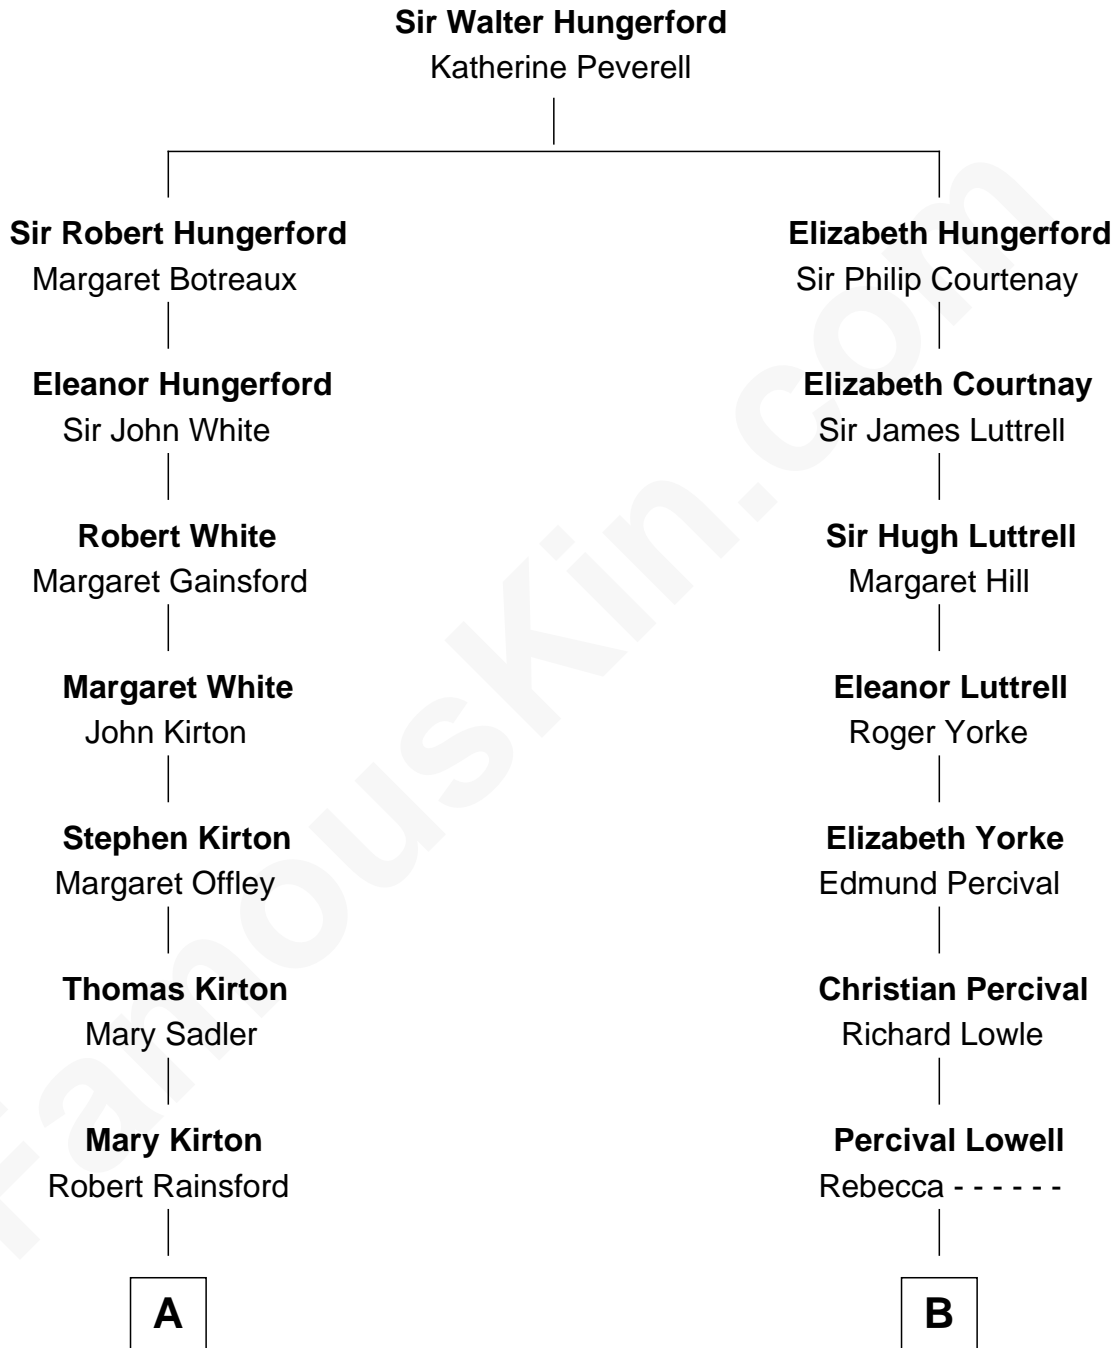 Sir Walter Hungerford
Katherine Peverell
Sir Robert Hungerford
Margaret Botreaux
Eleanor Hungerford
Sir John White
Robert White
Margaret Gainsford
Margaret White
John Kirton
Stephen Kirton
Margaret Offley
Thomas Kirton
Mary Sadler
Mary Kirton
Robert Rainsford
A
Elizabeth Hungerford
Sir Philip Courtenay
Elizabeth Courtnay
Sir James Luttrell
Sir Hugh Luttrell
Margaret Hill
Eleanor Luttrell
Roger Yorke
Elizabeth Yorke
Edmund Percival
Christian Percival
Richard Lowle
Percival Lowell
Rebecca - - - - - -
B
FamousKin.com